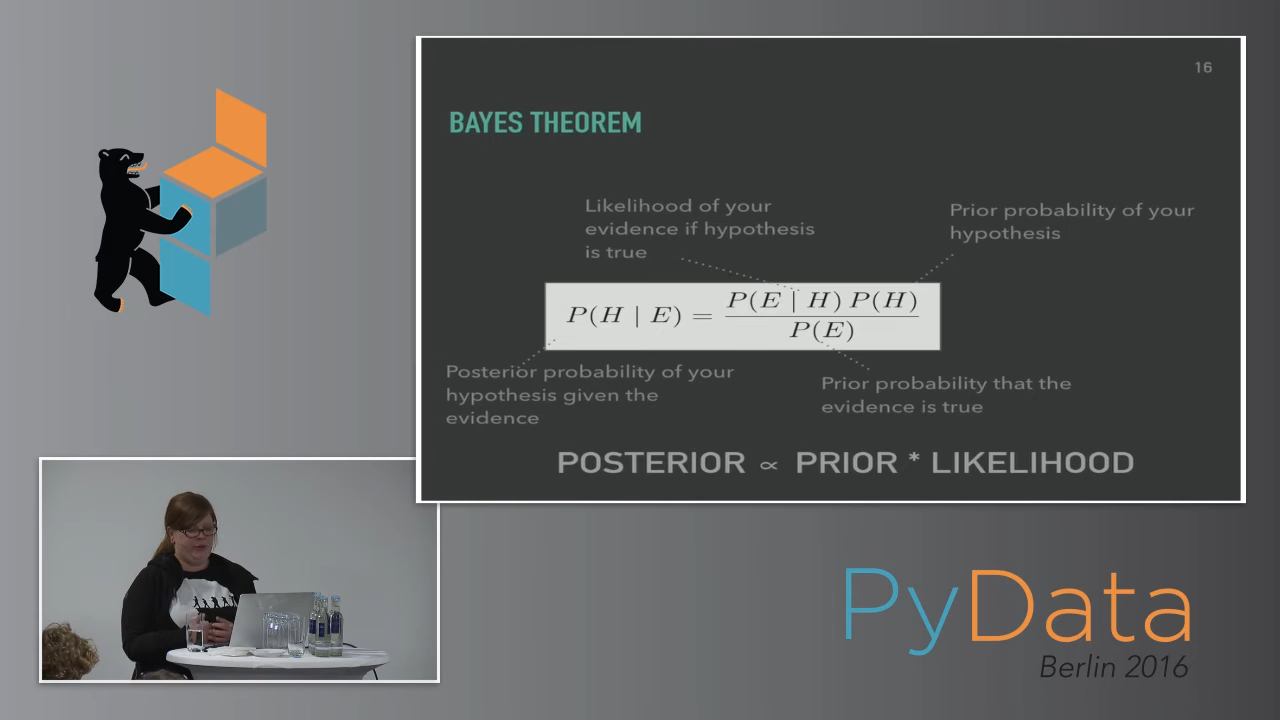 16
BAYES THEOREM
Likelihood of your
evidence if hypothesis
is true
Prior probability of your
hypothesis
P(H | E) = P(E | H) P(H) / P(E)
Posterior probability of your
hypothesis given the
evidence
Prior probability that the
evidence is true
POSTERIOR ∝ PRIOR * LIKELIHOOD
PyData
Berlin 2016